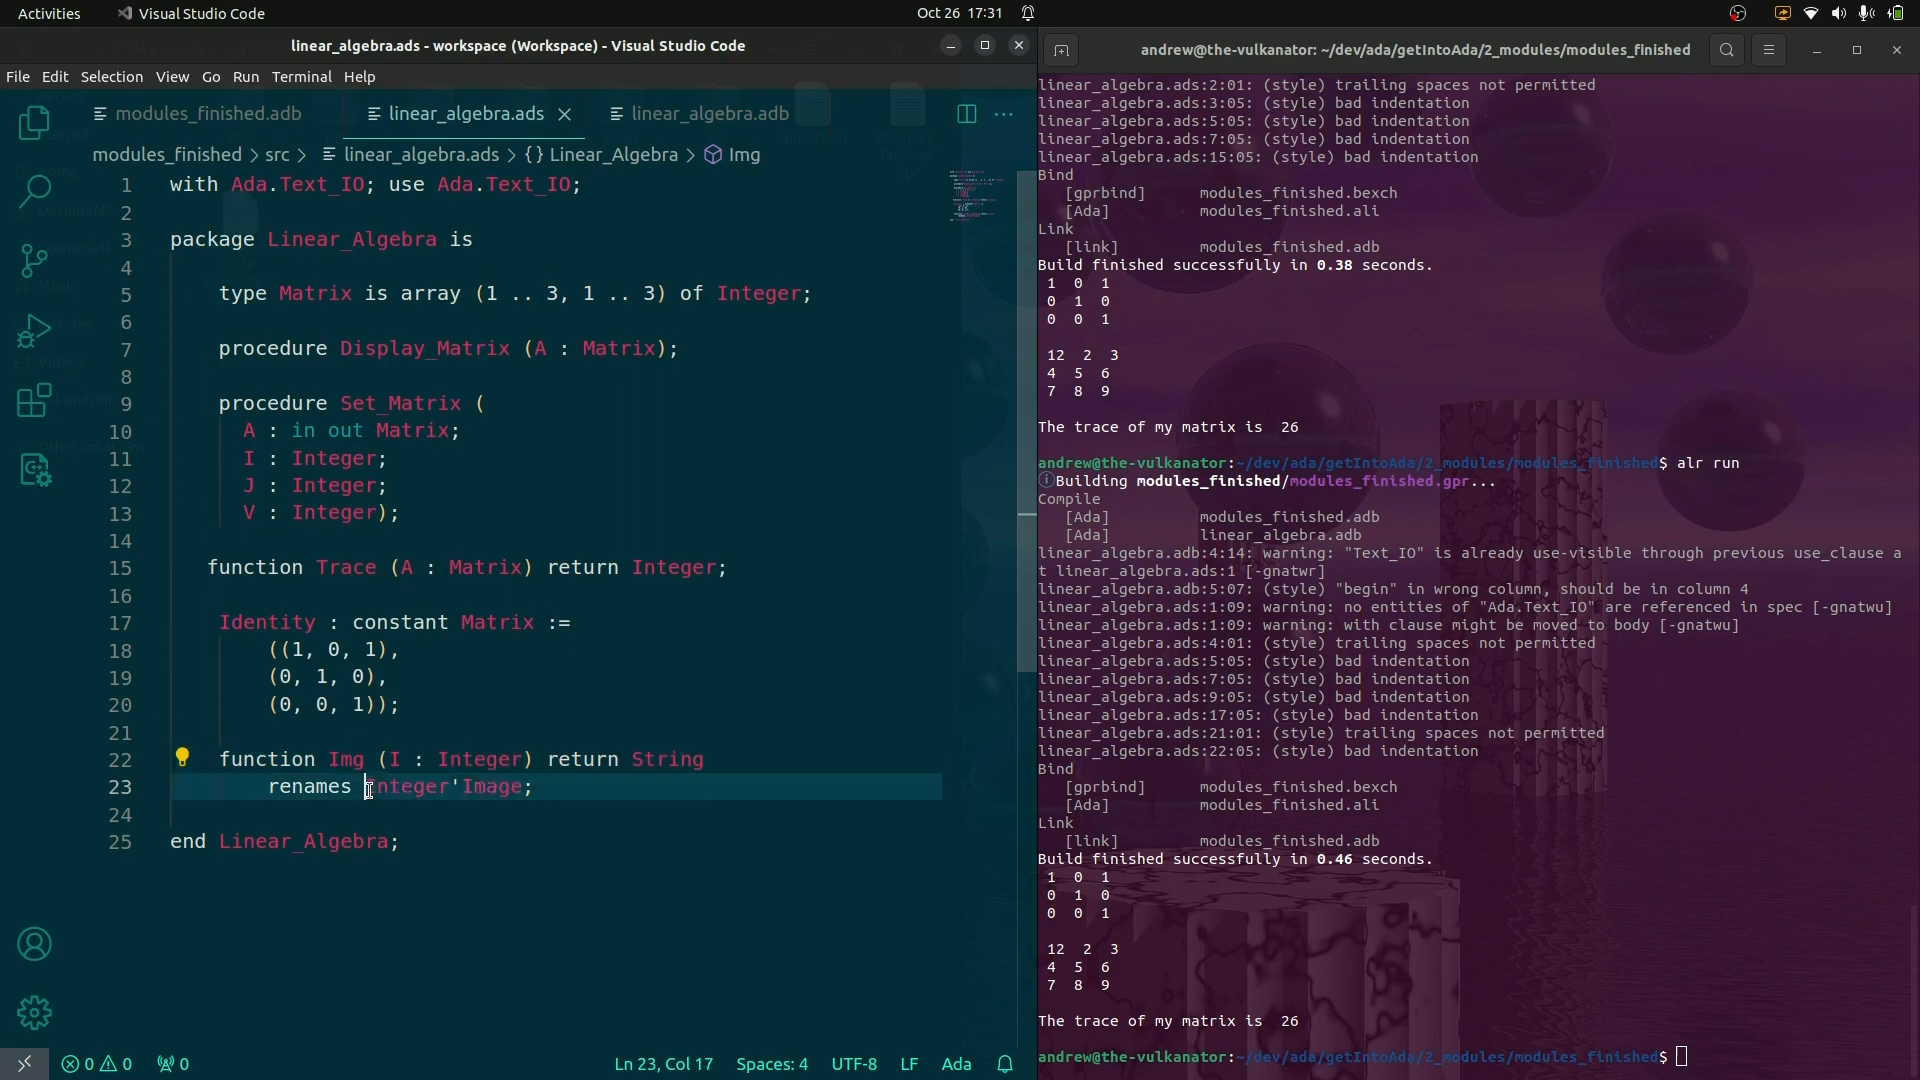 Activities
Visual Studio Code
Oct 26 17:31
linear_algebra.ads - workspace (Workspace) - Visual Studio Code
File Edit Selection View Go Run Terminal Help
modules_finished.adb
linear_algebra.ads
linear_algebra.adb
modules_finished > src > linear_algebra.ads > {} Linear_Algebra > Img
1 with Ada.Text_IO; use Ada.Text_IO;
2
3 package Linear_Algebra is
4
5 type Matrix is array (1 .. 3, 1 .. 3) of Integer;
6
7 procedure Display_Matrix (A : Matrix);
8
9 procedure Set_Matrix (
10 A : in out Matrix;
11 I : Integer;
12 J : Integer;
13 V : Integer);
14
15 function Trace (A : Matrix) return Integer;
16
17 Identity : constant Matrix :=
18 ((1, 0, 1),
19 (0, 1, 0),
20 (0, 0, 1));
21
22 function Img (I : Integer) return String
23 renames Integer'Image;
24
25 end Linear_Algebra;
0 0 0
Ln 23, Col 17 Spaces: 4 UTF-8 LF Ada
andrew@the-vulkanator: ~/dev/ada/getIntoAda/2_modules/modules_finished
linear_algebra.ads:2:01: (style) trailing spaces not permitted
linear_algebra.ads:3:05: (style) bad indentation
linear_algebra.ads:5:05: (style) bad indentation
linear_algebra.ads:7:05: (style) bad indentation
linear_algebra.ads:15:05: (style) bad indentation
Bind
[gprbind] modules_finished.bexch
[Ada] modules_finished.ali
Link
[link] modules_finished.adb
Build finished successfully in 0.38 seconds.
1 0 1
0 1 0
0 0 1
12 2 3
4 5 6
7 8 9
The trace of my matrix is 26
andrew@the-vulkanator:~/dev/ada/getIntoAda/2_modules/modules_finished$ alr run
Building modules_finished/modules_finished.gpr...
Compile
[Ada] modules_finished.adb
[Ada] linear_algebra.adb
linear_algebra.adb:4:14: warning: "Text_IO" is already use-visible through previous use_clause a
t linear_algebra.ads:1 [-gnatwr]
linear_algebra.adb:5:07: (style) "begin" in wrong column, should be in column 4
linear_algebra.ads:1:09: warning: no entities of "Ada.Text_IO" are referenced in spec [-gnatwu]
linear_algebra.ads:1:09: warning: with clause might be moved to body [-gnatwu]
linear_algebra.ads:4:01: (style) trailing spaces not permitted
linear_algebra.ads:5:05: (style) bad indentation
linear_algebra.ads:7:05: (style) bad indentation
linear_algebra.ads:9:05: (style) bad indentation
linear_algebra.ads:17:05: (style) bad indentation
linear_algebra.ads:21:01: (style) trailing spaces not permitted
linear_algebra.ads:22:05: (style) bad indentation
Bind
[gprbind] modules_finished.bexch
[Ada] modules_finished.ali
Link
[link] modules_finished.adb
Build finished successfully in 0.46 seconds.
1 0 1
0 1 0
0 0 1
12 2 3
4 5 6
7 8 9
The trace of my matrix is 26
andrew@the-vulkanator:~/dev/ada/getIntoAda/2_modules/modules_finished$